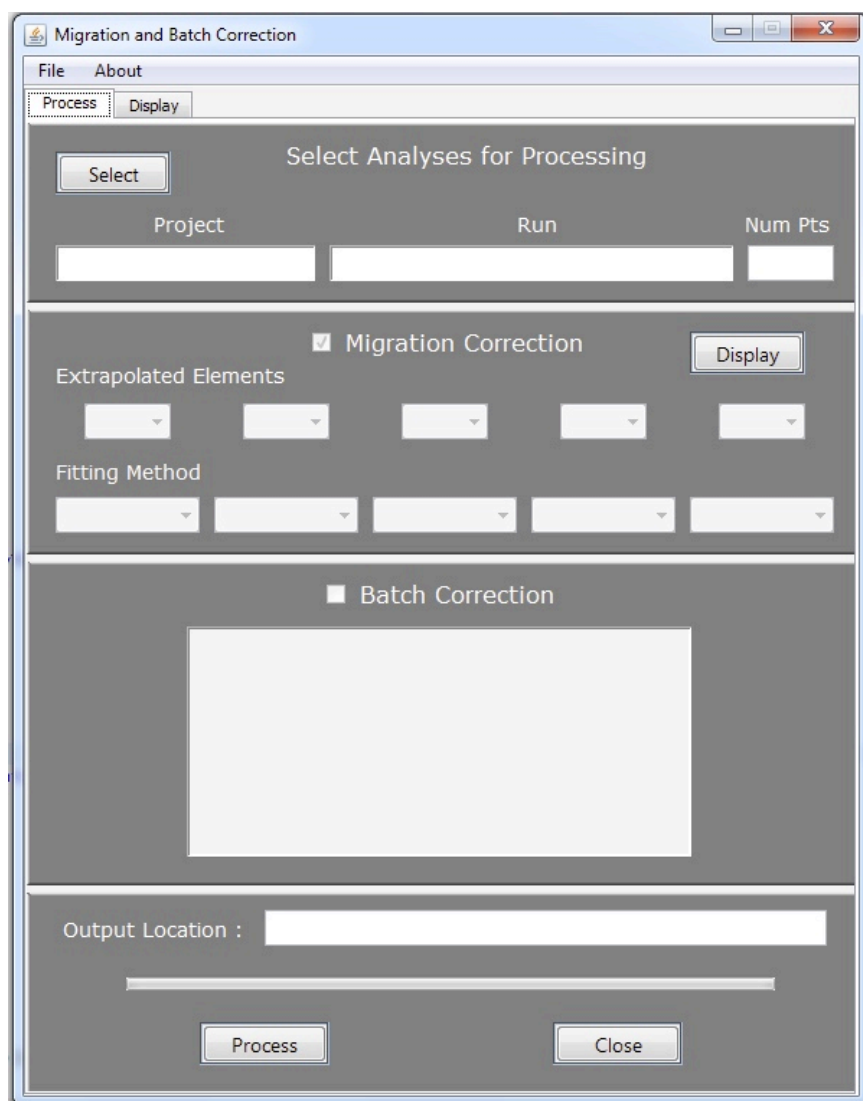 Migration and Batch Correction
File About
Process Display
Select Analyses for Processing
Select
Project Run Num Pts
Migration Correction
Display
Extrapolated Elements
Fitting Method
Batch Correction
Output Location :
Process Close